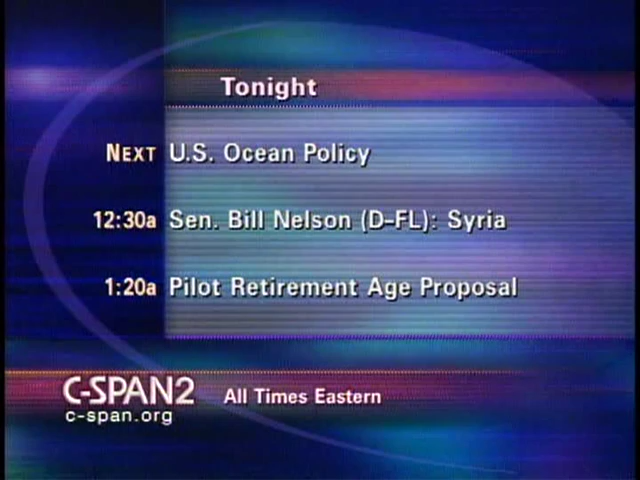 Tonight
NEXT U.S. Ocean Policy
12:30a Sen. Bill Nelson (D–FL): Syria
1:20a Pilot Retirement Age Proposal
C-SPAN2 All Times Eastern
c-span.org